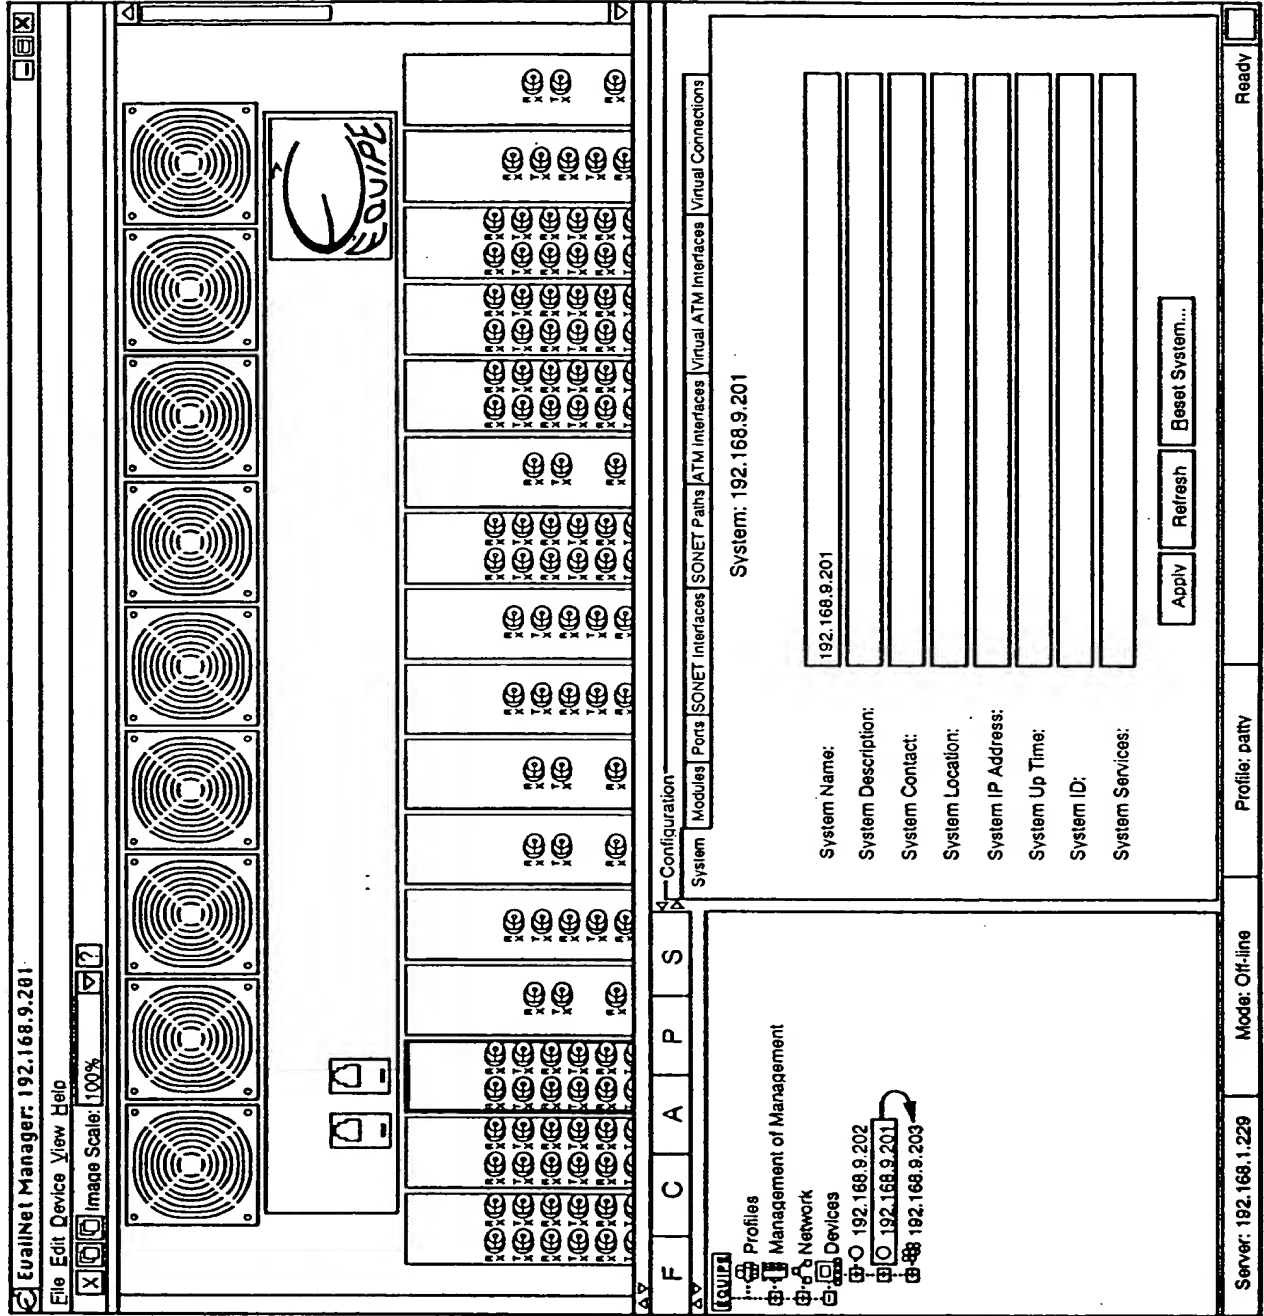 EuallNet Manager: 192.168.9.201
File Edit Device View Help
Image Scale: 100% ?
EQUIPE
Configuration
F C A P S
System Modules Ports SONET Interfaces SONET Paths ATM Interfaces Virtual ATM Interfaces Virtual Connections
EQUIPE
Profiles
Management of Management
Network
Devices
192.168.9.202
192.168.9.201
192.168.9.203
System: 192.168.9.201
System Name: 192.168.9.201
System Description:
System Contact:
System Location:
System IP Address:
System Up Time:
System ID:
System Services:
Apply Refresh Reset System...
Server: 192.168.1.229 Mode: Off-line Profile: patty Ready